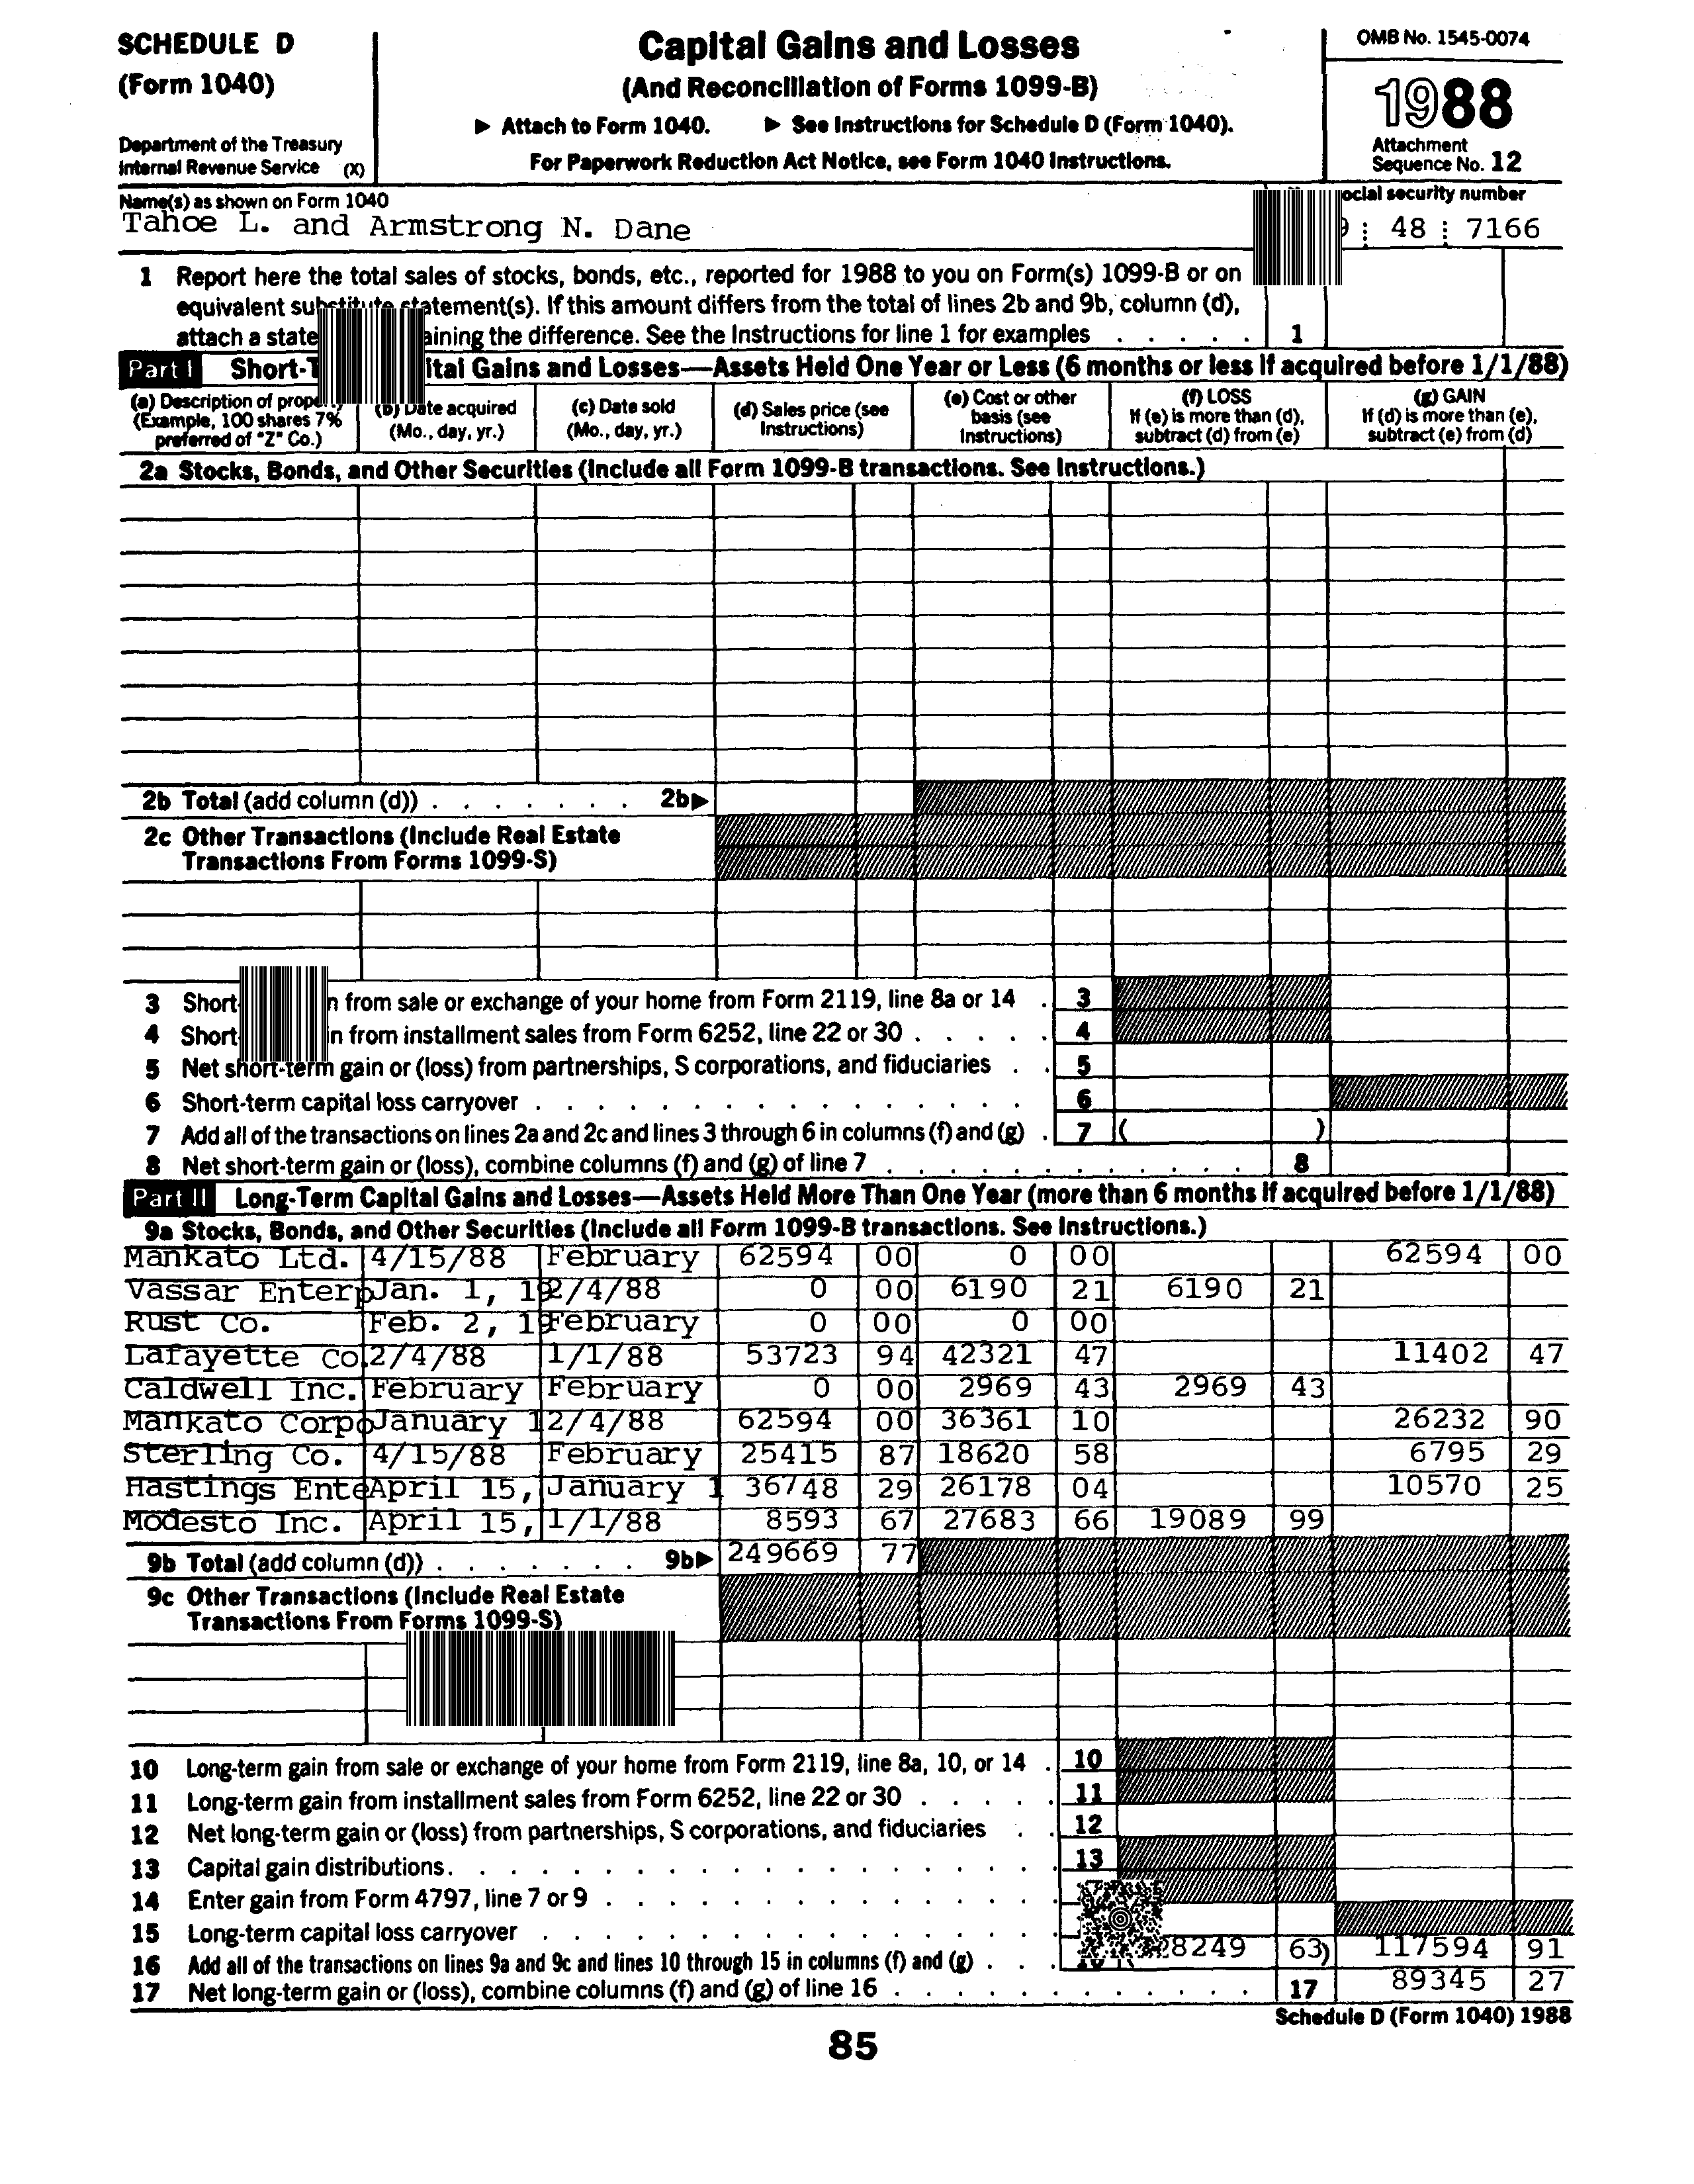 SCHEDULE D
(Form 1040)
Department of the Treasury
Internal Revenue Service (X)
Capital Gains and Losses
(And Reconciliation of Forms 1099-B)
▶ Attach to Form 1040. ▶ See Instructions for Schedule D (Form 1040).
For Paperwork Reduction Act Notice, see Form 1040 Instructions.
OMB No. 1545-0074
1988
Attachment
Sequence No. 12
Name(s) as shown on Form 1040
Tahoe L. and Armstrong N. Dane
ocial security number
9 : 48 : 7166
1 Report here the total sales of stocks, bonds, etc., reported for 1988 to you on Form(s) 1099-B or on
equivalent substitute statement(s). If this amount differs from the total of lines 2b and 9b, column (d),
attach a state aining the difference. See the Instructions for line 1 for examples . . . . . 1
Part I Short-T ital Gains and Losses—Assets Held One Year or Less (6 months or less if acquired before 1/1/88)
(a) Description of prope
(Example, 100 shares 7%
preferred of "Z" Co.)
(b) Date acquired
(Mo., day, yr.)
(c) Date sold
(Mo., day, yr.)
(d) Sales price (see
Instructions)
(e) Cost or other
basis (see
Instructions)
(f) LOSS
If (e) is more than (d),
subtract (d) from (e)
(g) GAIN
If (d) is more than (e),
subtract (e) from (d)
2a Stocks, Bonds, and Other Securities (Include all Form 1099-B transactions. See Instructions.)
2b Total (add column (d)) . . . . . . . 2b▶
2c Other Transactions (Include Real Estate
Transactions From Forms 1099-S)
3 Short- n from sale or exchange of your home from Form 2119, line 8a or 14 . 3
4 Short- n from installment sales from Form 6252, line 22 or 30 . . . . . 4
5 Net short-term gain or (loss) from partnerships, S corporations, and fiduciaries . . 5
6 Short-term capital loss carryover . . . . . . . . . . . . . . . 6
7 Add all of the transactions on lines 2a and 2c and lines 3 through 6 in columns (f) and (g) . 7 ( )
8 Net short-term gain or (loss), combine columns (f) and (g) of line 7 . . . . . . . . . . . 8
Part II Long-Term Capital Gains and Losses—Assets Held More Than One Year (more than 6 months if acquired before 1/1/88)
9a Stocks, Bonds, and Other Securities (Include all Form 1099-B transactions. See Instructions.)
Mankato Ltd. 4/15/88 February 62594 00 0 00 62594 00
Vassar Enterp Jan. 1, 19 2/4/88 0 00 6190 21 6190 21
Rust Co. Feb. 2, 19 February 0 00 0 00
Lafayette Co. 2/4/88 1/1/88 53723 94 42321 47 11402 47
Caldwell Inc. February February 0 00 2969 43 2969 43
Mankato Corpo January 1 2/4/88 62594 00 36361 10 26232 90
Sterling Co. 4/15/88 February 25415 87 18620 58 6795 29
Hastings Ente April 15, January 1 36748 29 26178 04 10570 25
Modesto Inc. April 15, 1/1/88 8593 67 27683 66 19089 99
9b Total (add column (d)) . . . . . . . 9b▶ 249669 77
9c Other Transactions (Include Real Estate
Transactions From Forms 1099-S)
10 Long-term gain from sale or exchange of your home from Form 2119, line 8a, 10, or 14 . 10
11 Long-term gain from installment sales from Form 6252, line 22 or 30 . . . . . 11
12 Net long-term gain or (loss) from partnerships, S corporations, and fiduciaries . . 12
13 Capital gain distributions . . . . . . . . . . . . . . . . . . 13
14 Enter gain from Form 4797, line 7 or 9 . . . . . . . . . . . . .
15 Long-term capital loss carryover . . . . . . . . . . . . . . .
16 Add all of the transactions on lines 9a and 9c and lines 10 through 15 in columns (f) and (g) . . . 28249 63) 117594 91
17 Net long-term gain or (loss), combine columns (f) and (g) of line 16 . . . . . . . . . . . 17 89345 27
Schedule D (Form 1040) 1988
85